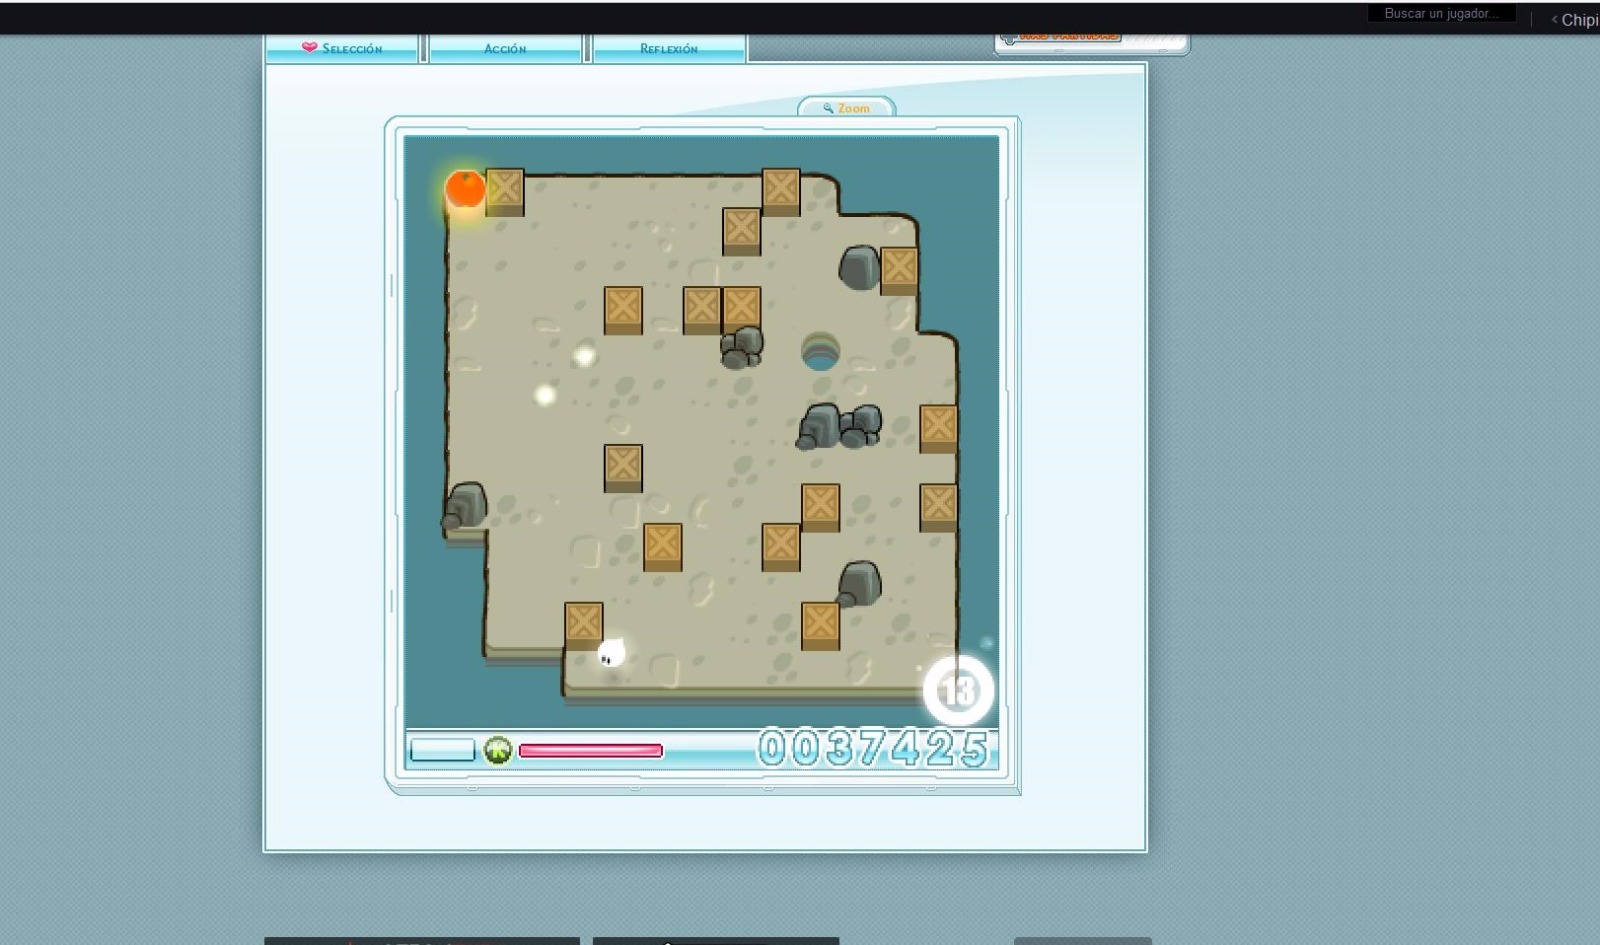 Buscar un jugador...
‹ Chipi
Selección
Acción
Reflexión
Zoom
13
0037425